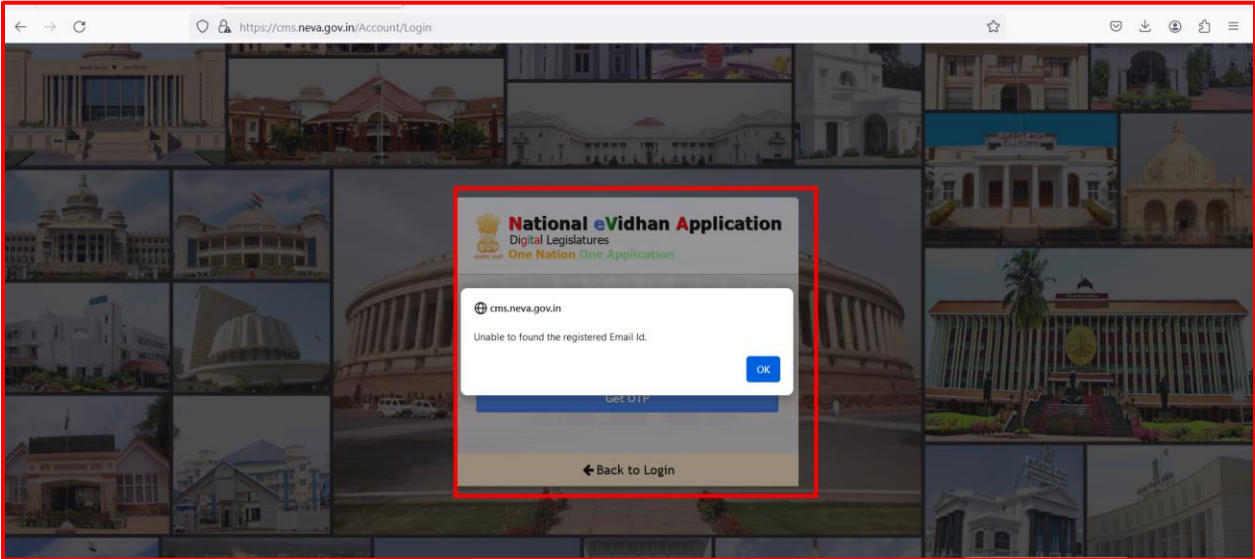 https://cms.neva.gov.in/Account/Login
National eVidhan Application
Digital Legislatures
One Nation One Application
cms.neva.gov.in
Unable to found the registered Email Id.
OK
Get OTP
Back to Login